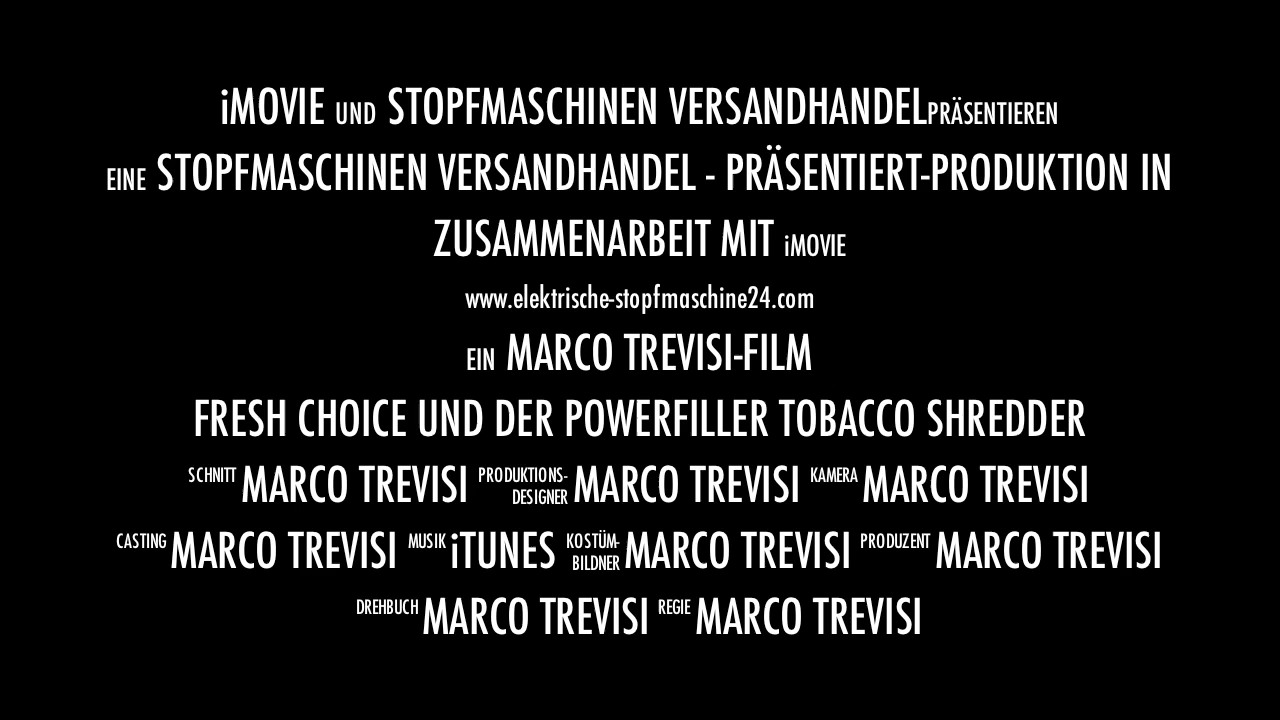 iMOVIE UND STOPFMASCHINEN VERSANDHANDELPRÄSENTIEREN
EINE STOPFMASCHINEN VERSANDHANDEL - PRÄSENTIERT-PRODUKTION IN
ZUSAMMENARBEIT MIT iMOVIE
www.elektrische-stopfmaschine24.com
EIN MARCO TREVISI-FILM
FRESH CHOICE UND DER POWERFILLER TOBACCO SHREDDER
SCHNITT MARCO TREVISI PRODUKTIONS-DESIGNER MARCO TREVISI KAMERA MARCO TREVISI
CASTING MARCO TREVISI MUSIK iTUNES KOSTÜM-BILDNER MARCO TREVISI PRODUZENT MARCO TREVISI
DREHBUCH MARCO TREVISI REGIE MARCO TREVISI